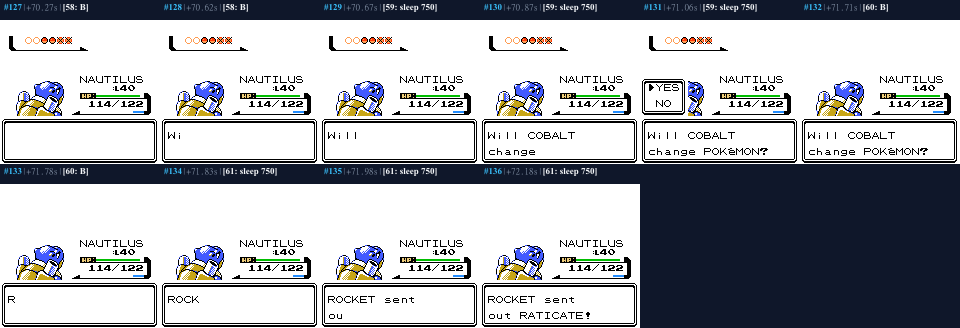 #127|+70.27s|[58: B]
NAUTILUS
:L40
HP:
114/122
#128|+70.62s|[58: B]
NAUTILUS
:L40
HP:
114/122
Wi
#129|+70.67s|[59: sleep 750]
NAUTILUS
:L40
HP:
114/122
Will
#130|+70.87s|[59: sleep 750]
NAUTILUS
:L40
HP:
114/122
Will COBALT
change
#131|+71.06s|[59: sleep 750]
NAUTILUS
:L40
HP:
114/122
▶YES
NO
Will COBALT
change POKéMON?
#132|+71.71s|[60: B]
NAUTILUS
:L40
HP:
114/122
Will COBALT
change POKéMON?
#133|+71.78s|[60: B]
NAUTILUS
:L40
HP:
114/122
R
#134|+71.83s|[61: sleep 750]
NAUTILUS
:L40
HP:
114/122
ROCK
#135|+71.98s|[61: sleep 750]
NAUTILUS
:L40
HP:
114/122
ROCKET sent
ou
#136|+72.18s|[61: sleep 750]
NAUTILUS
:L40
HP:
114/122
ROCKET sent
out RATICATE!